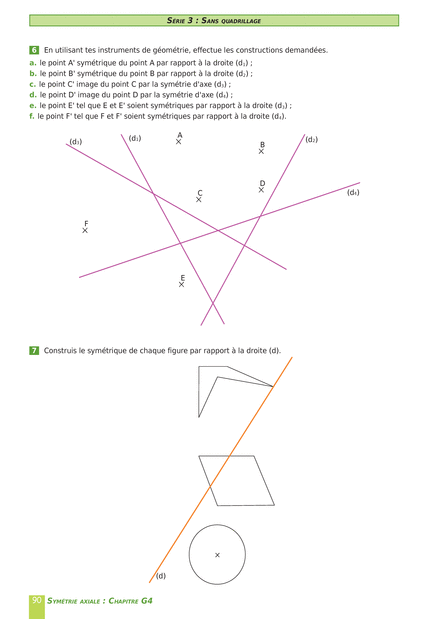 SÉRIE 3 : SANS QUADRILLAGE
6 En utilisant tes instruments de géométrie, effectue les constructions demandées.
a. le point A' symétrique du point A par rapport à la droite (d₁) ;
b. le point B' symétrique du point B par rapport à la droite (d₂) ;
c. le point C' image du point C par la symétrie d'axe (d₃) ;
d. le point D' image du point D par la symétrie d'axe (d₄) ;
e. le point E' tel que E et E' soient symétriques par rapport à la droite (d₃) ;
f. le point F' tel que F et F' soient symétriques par rapport à la droite (d₄).
A
(d₁)
(d₂)
(d₃)
B
D
(d₄)
C
F
E
7 Construis le symétrique de chaque figure par rapport à la droite (d).
(d)
90 SYMÉTRIE AXIALE : CHAPITRE G4